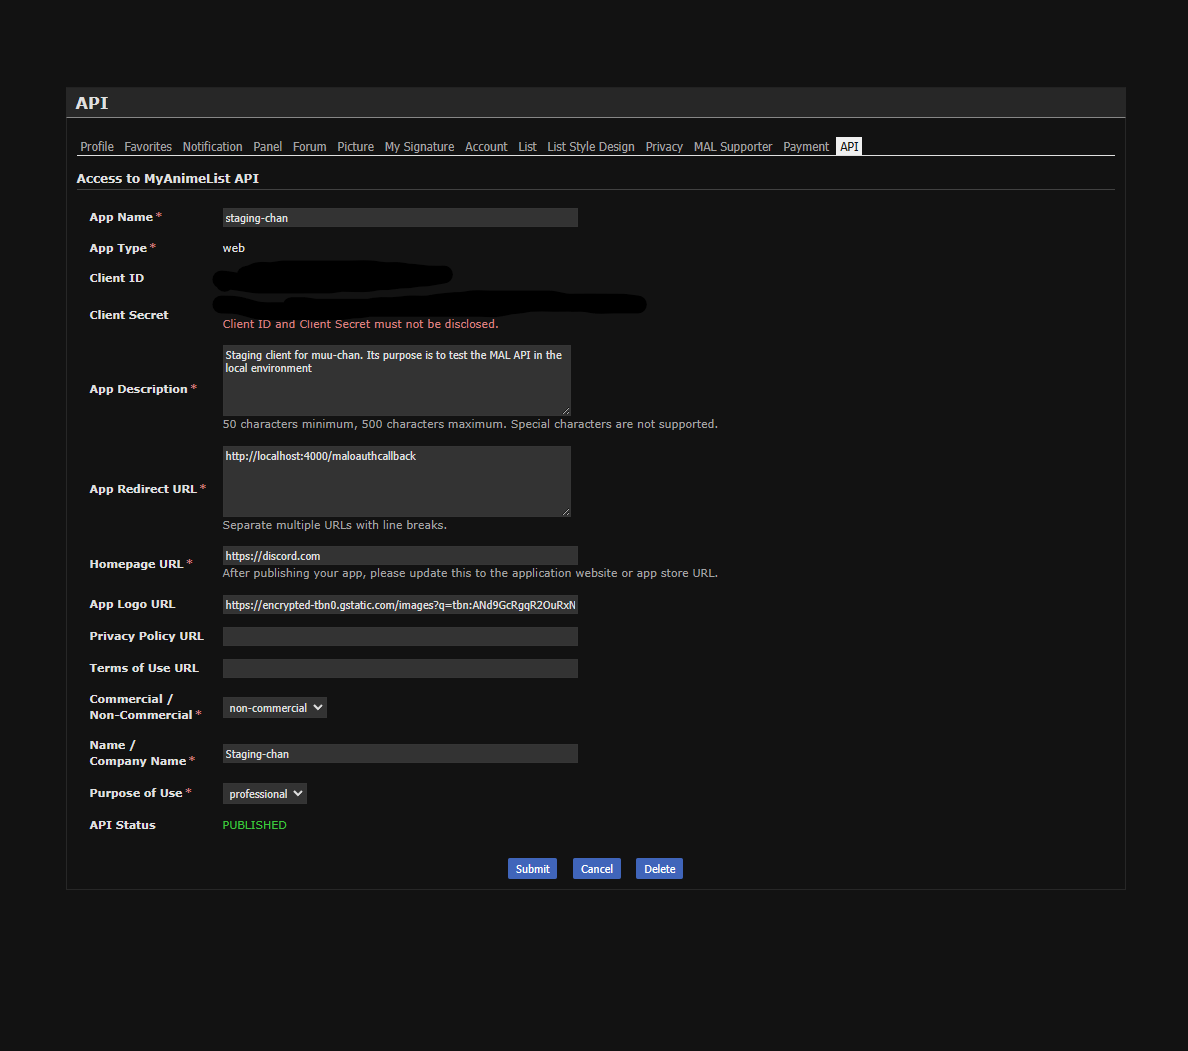 API
Profile Favorites Notification Panel Forum Picture My Signature Account List List Style Design Privacy MAL Supporter Payment API
Access to MyAnimeList API
App Name * staging-chan
App Type * web
Client ID
Client Secret
Client ID and Client Secret must not be disclosed.
App Description *
Staging client for muu-chan. Its purpose is to test the MAL API in the
local environment
50 characters minimum, 500 characters maximum. Special characters are not supported.
App Redirect URL *
http://localhost:4000/maloauthcallback
Separate multiple URLs with line breaks.
Homepage URL *
https://discord.com
After publishing your app, please update this to the application website or app store URL.
App Logo URL https://encrypted-tbn0.gstatic.com/images?q=tbn:ANd9GcRgqR2OuRxN
Privacy Policy URL
Terms of Use URL
Commercial /
Non-Commercial * non-commercial
Name /
Company Name * Staging-chan
Purpose of Use * professional
API Status PUBLISHED
Submit Cancel Delete